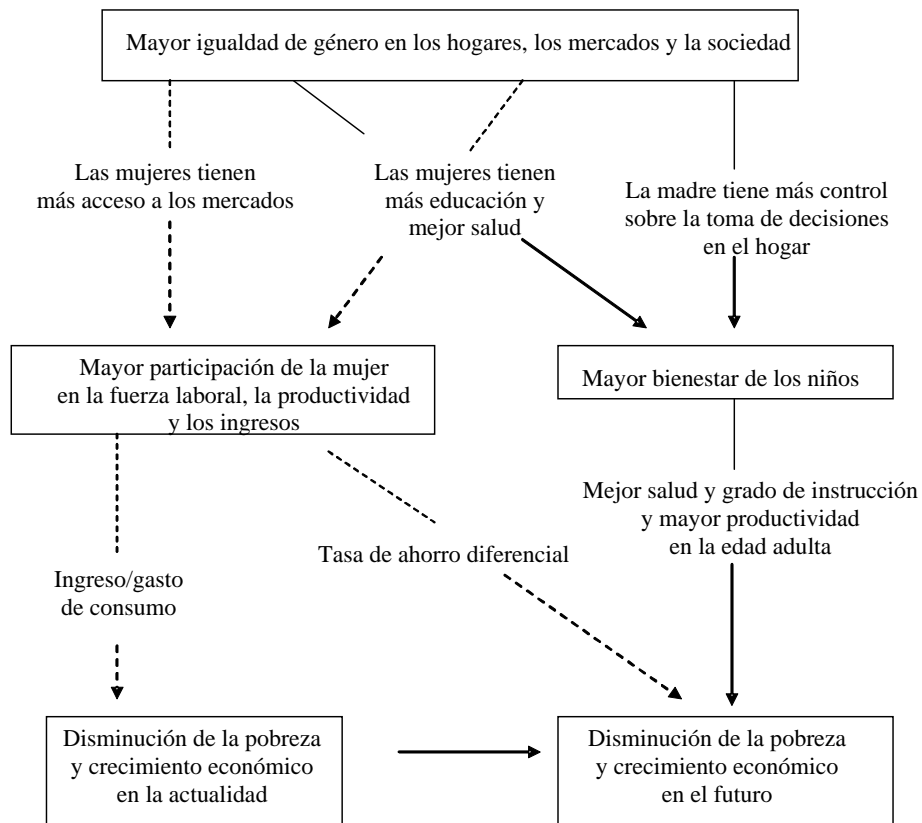 Mayor igualdad de género en los hogares, los mercados y la sociedad
Las mujeres tienen
más acceso a los mercados
Las mujeres tienen
más educación y
mejor salud
La madre tiene más control
sobre la toma de decisiones
en el hogar
Mayor participación de la mujer
en la fuerza laboral, la productividad
y los ingresos
Mayor bienestar de los niños
Mejor salud y grado de instrucción
y mayor productividad
en la edad adulta
Tasa de ahorro diferencial
Ingreso/gasto
de consumo
Disminución de la pobreza
y crecimiento económico
en la actualidad
Disminución de la pobreza
y crecimiento económico
en el futuro